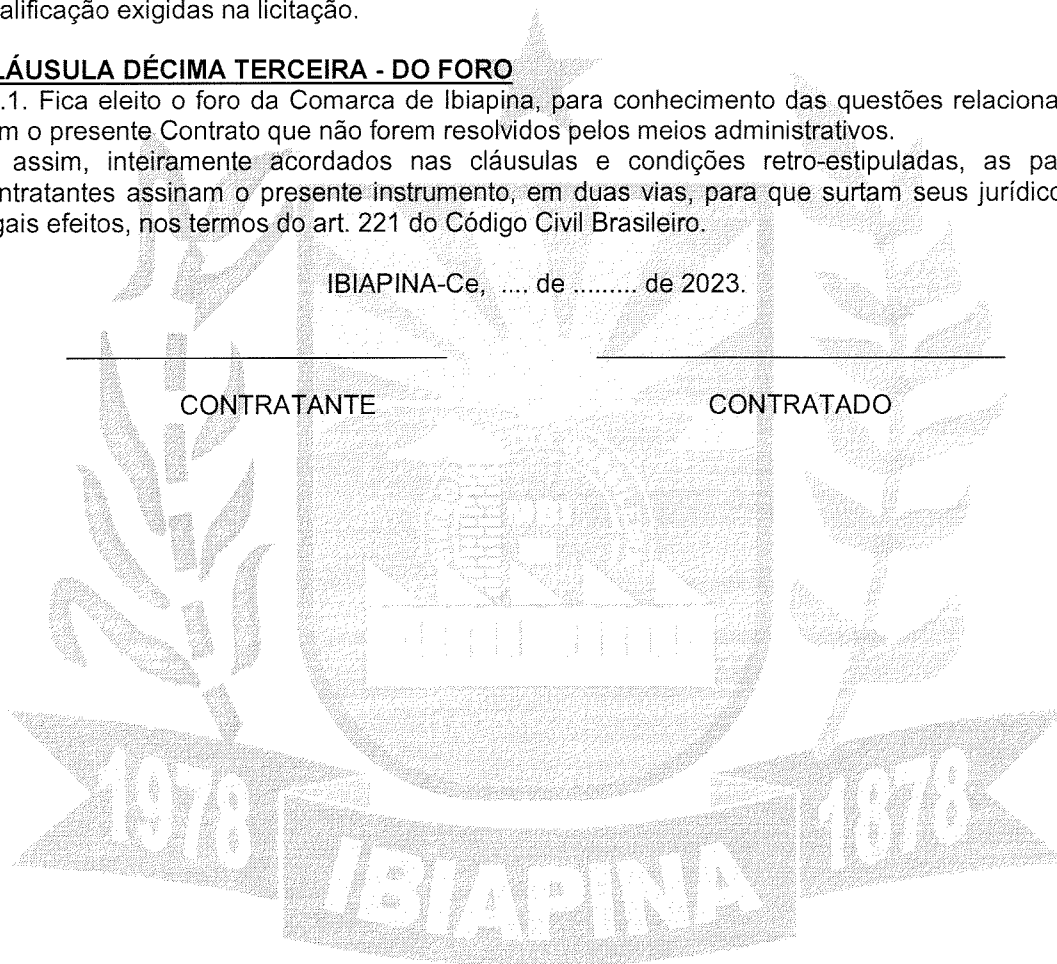 alificação exigidas na licitação.
LÁUSULA DÉCIMA TERCEIRA - DO FORO
.1. Fica eleito o foro da Comarca de Ibiapina, para conhecimento das questões relaciona
m o presente Contrato que não forem resolvidos pelos meios administrativos.
assim, inteiramente acordados nas cláusulas e condições retro-estipuladas, as pa
ntratantes assinam o presente instrumento, em duas vias, para que surtam seus jurídico
gais efeitos, nos termos do art. 221 do Código Civil Brasileiro.
IBIAPINA-Ce, .... de ......... de 2023.
CONTRATANTE CONTRATADO
1978 1878
IBIAPINA